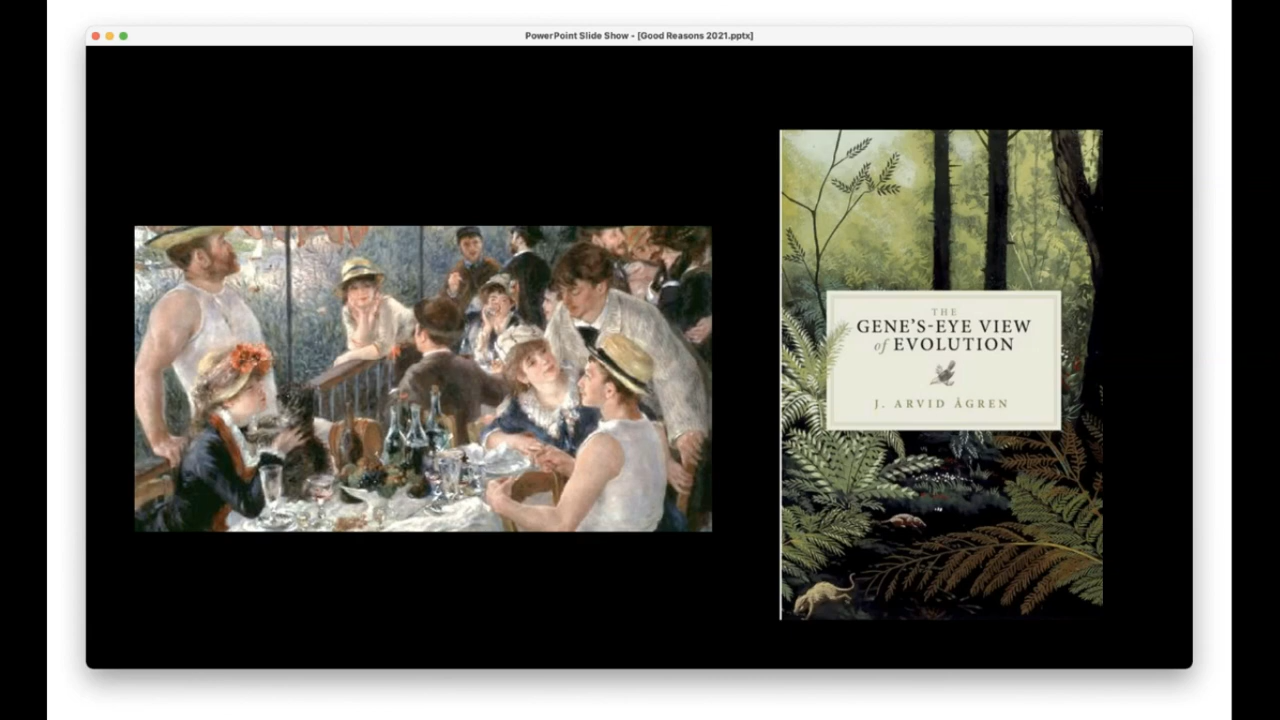 PowerPoint Slide Show - [Good Reasons 2021.pptx]
THE
GENE'S-EYE VIEW
of EVOLUTION
J. ARVID ÅGREN